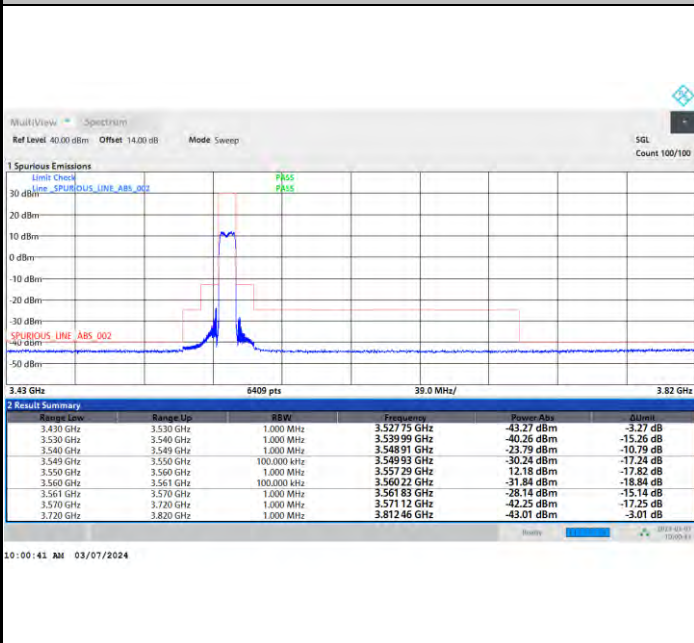 MultiView Spectrum
Ref Level 40.00 dBm Offset 14.00 dB Mode Sweep
SGL
Count 100/100
1 Spurious Emissions
Limit Check PASS
Line _SPURIOUS_LINE_ABS_002 PASS
30 dBm
20 dBm
10 dBm
0 dBm
-10 dBm
-20 dBm
-30 dBm
SPURIOUS_LINE_ABS_002
-40 dBm
-50 dBm
3.43 GHz 6409 pts 39.0 MHz/ 3.82 GHz
2 Result Summary
Range Low Range Up RBW Frequency Power Abs ΔLimit
3.430 GHz 3.530 GHz 1.000 MHz 3.527 75 GHz -43.27 dBm -3.27 dB
3.530 GHz 3.540 GHz 1.000 MHz 3.539 99 GHz -40.26 dBm -15.26 dB
3.540 GHz 3.549 GHz 1.000 MHz 3.548 91 GHz -23.79 dBm -10.79 dB
3.549 GHz 3.550 GHz 100.000 kHz 3.549 93 GHz -30.24 dBm -17.24 dB
3.550 GHz 3.560 GHz 1.000 MHz 3.557 29 GHz 12.18 dBm -17.82 dB
3.560 GHz 3.561 GHz 100.000 kHz 3.560 22 GHz -31.84 dBm -18.84 dB
3.561 GHz 3.570 GHz 1.000 MHz 3.561 83 GHz -28.14 dBm -15.14 dB
3.570 GHz 3.720 GHz 1.000 MHz 3.571 12 GHz -42.25 dBm -17.25 dB
3.720 GHz 3.820 GHz 1.000 MHz 3.812 46 GHz -43.01 dBm -3.01 dB
Ready
10:00:41 AM 03/07/2024